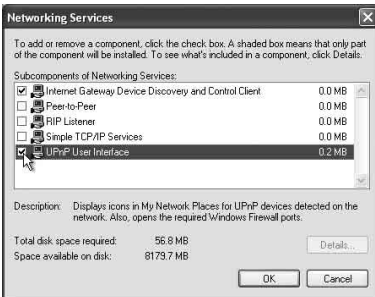 Networking Services
To add or remove a component, click the check box. A shaded box means that only part
of the component will be installed. To see what's included in a component, click Details.
Subcomponents of Networking Services:
Internet Gateway Device Discovery and Control Client 0.0 MB
Peer-to-Peer 0.0 MB
RIP Listener 0.0 MB
Simple TCP/IP Services 0.0 MB
UPnP User Interface 0.2 MB
Description: Displays icons in My Network Places for UPnP devices detected on the
network. Also, opens the required Windows Firewall ports.
Total disk space required: 56.8 MB
Details...
Space available on disk: 8179.7 MB
OK Cancel